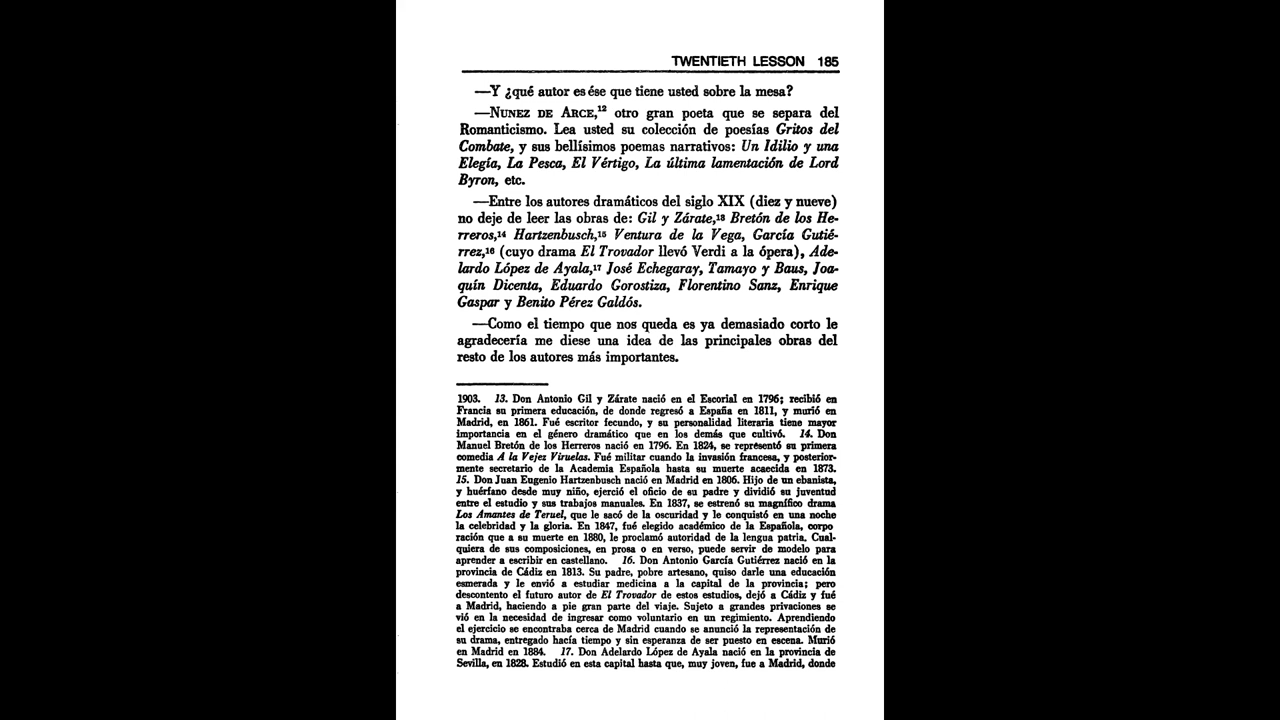 TWENTIETH LESSON 185
—Y ¿qué autor es ése que tiene usted sobre la mesa?
—NUNEZ DE ARCE,12 otro gran poeta que se separa del
Romanticismo. Lea usted su colección de poesías Gritos del
Combate, y sus bellísimos poemas narrativos: Un Idilio y una
Elegía, La Pesca, El Vértigo, La última lamentación de Lord
Byron, etc.
—Entre los autores dramáticos del siglo XIX (diez y nueve)
no deje de leer las obras de: Gil y Zárate,13 Bretón de los He-
rreros,14 Hartzenbusch,15 Ventura de la Vega, García Gutié-
rrez,16 (cuyo drama El Trovador llevó Verdi a la ópera), Ade-
lardo López de Ayala,17 José Echegaray, Tamayo y Baus, Joa-
quín Dicenta, Eduardo Gorostiza, Florentino Sanz, Enrique
Gaspar y Benito Pérez Galdós.
—Como el tiempo que nos queda es ya demasiado corto le
agradecería me diese una idea de las principales obras del
resto de los autores más importantes.
1903. 13. Don Antonio Gil y Zárate nació en el Escorial en 1796; recibió en
Francia su primera educación, de donde regresó a España en 1811, y murió en
Madrid, en 1861. Fué escritor fecundo, y su personalidad literaria tiene mayor
importancia en el género dramático que en los demás que cultivó. 14. Don
Manuel Bretón de los Herreros nació en 1796. En 1824, se representó su primera
comedia A la Vejez Viruelas. Fué militar cuando la invasión francesa, y posterior-
mente secretario de la Academia Española hasta su muerte acaecida en 1873.
15. Don Juan Eugenio Hartzenbusch nació en Madrid en 1806. Hijo de un ebanista,
y huérfano desde muy niño, ejerció el oficio de su padre y dividió su juventud
entre el estudio y sus trabajos manuales. En 1837, se estrenó su magnífico drama
Los Amantes de Teruel, que le sacó de la oscuridad y le conquistó en una noche
la celebridad y la gloria. En 1847, fué elegido académico de la Española, corpo
ración que a su muerte en 1880, le proclamó autoridad de la lengua patria. Cual-
quiera de sus composiciones, en prosa o en verso, puede servir de modelo para
aprender a escribir en castellano. 16. Don Antonio García Gutiérrez nació en la
provincia de Cádiz en 1813. Su padre, pobre artesano, quiso darle una educación
esmerada y le envió a estudiar medicina a la capital de la provincia; pero
descontento el futuro autor de El Trovador de estos estudios, dejó a Cádiz y fué
a Madrid, haciendo a pie gran parte del viaje. Sujeto a grandes privaciones se
vió en la necesidad de ingresar como voluntario en un regimiento. Aprendiendo
el ejercicio se encontraba cerca de Madrid cuando se anunció la representación de
su drama, entregado hacía tiempo y sin esperanza de ser puesto en escena. Murió
en Madrid en 1884. 17. Don Adelardo López de Ayala nació en la provincia de
Sevilla, en 1828. Estudió en esta capital hasta que, muy joven, fue a Madrid, donde